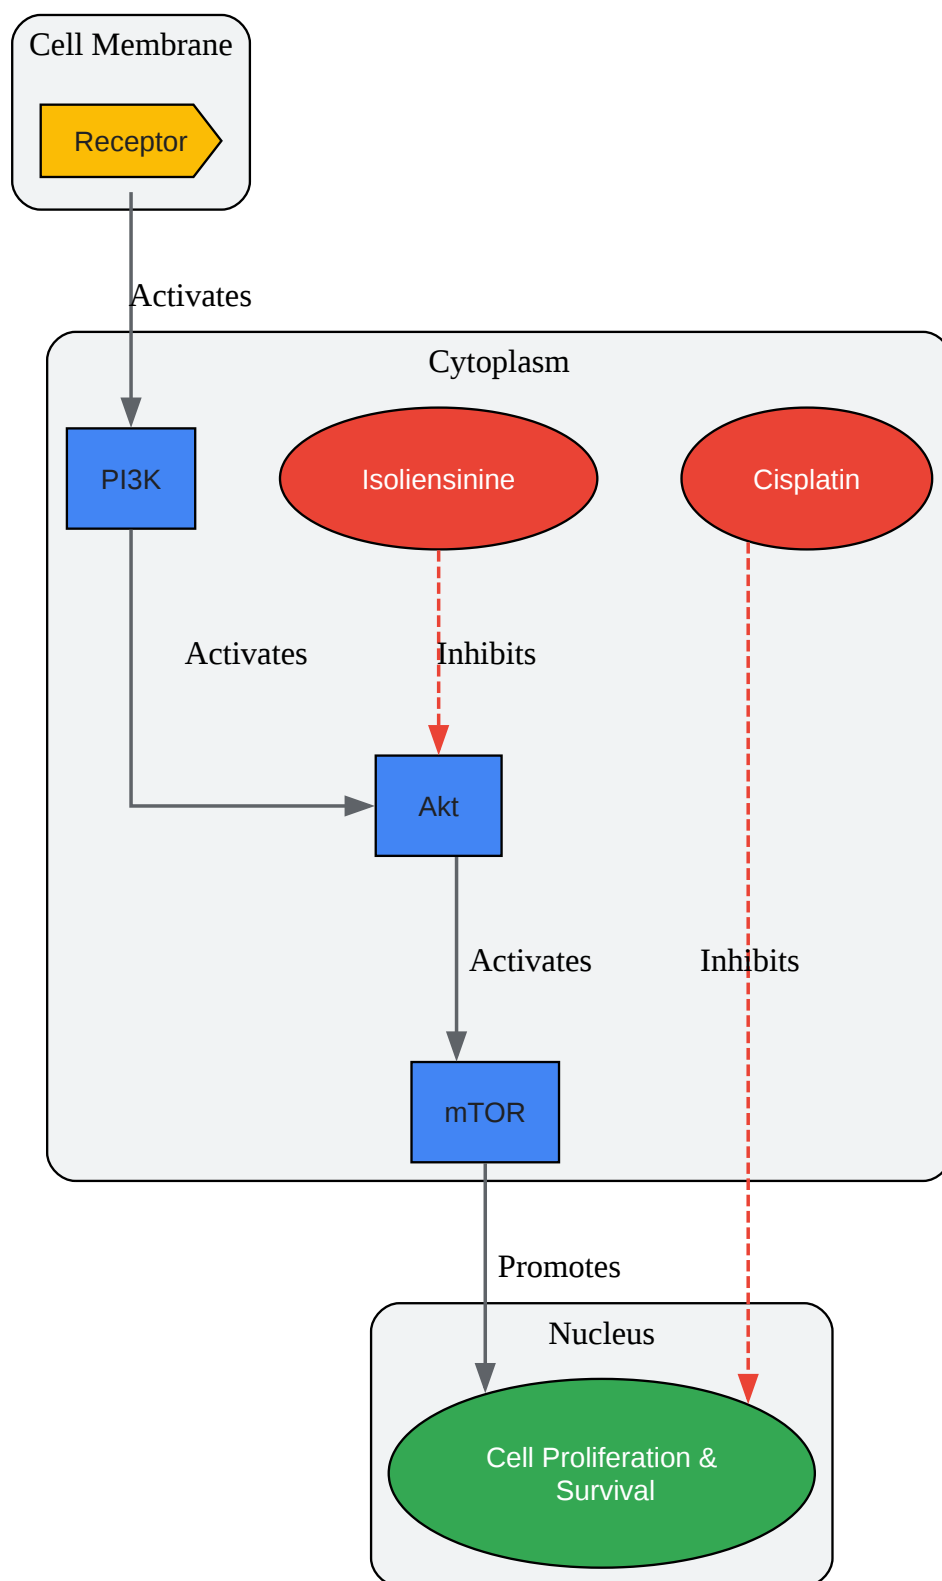 Cell Membrane
Receptor
Activates
Cytoplasm
PI3K
Isoliensinine
Cisplatin
Activates
Inhibits
Akt
Activates
Inhibits
mTOR
Promotes
Nucleus
Cell Proliferation &
Survival